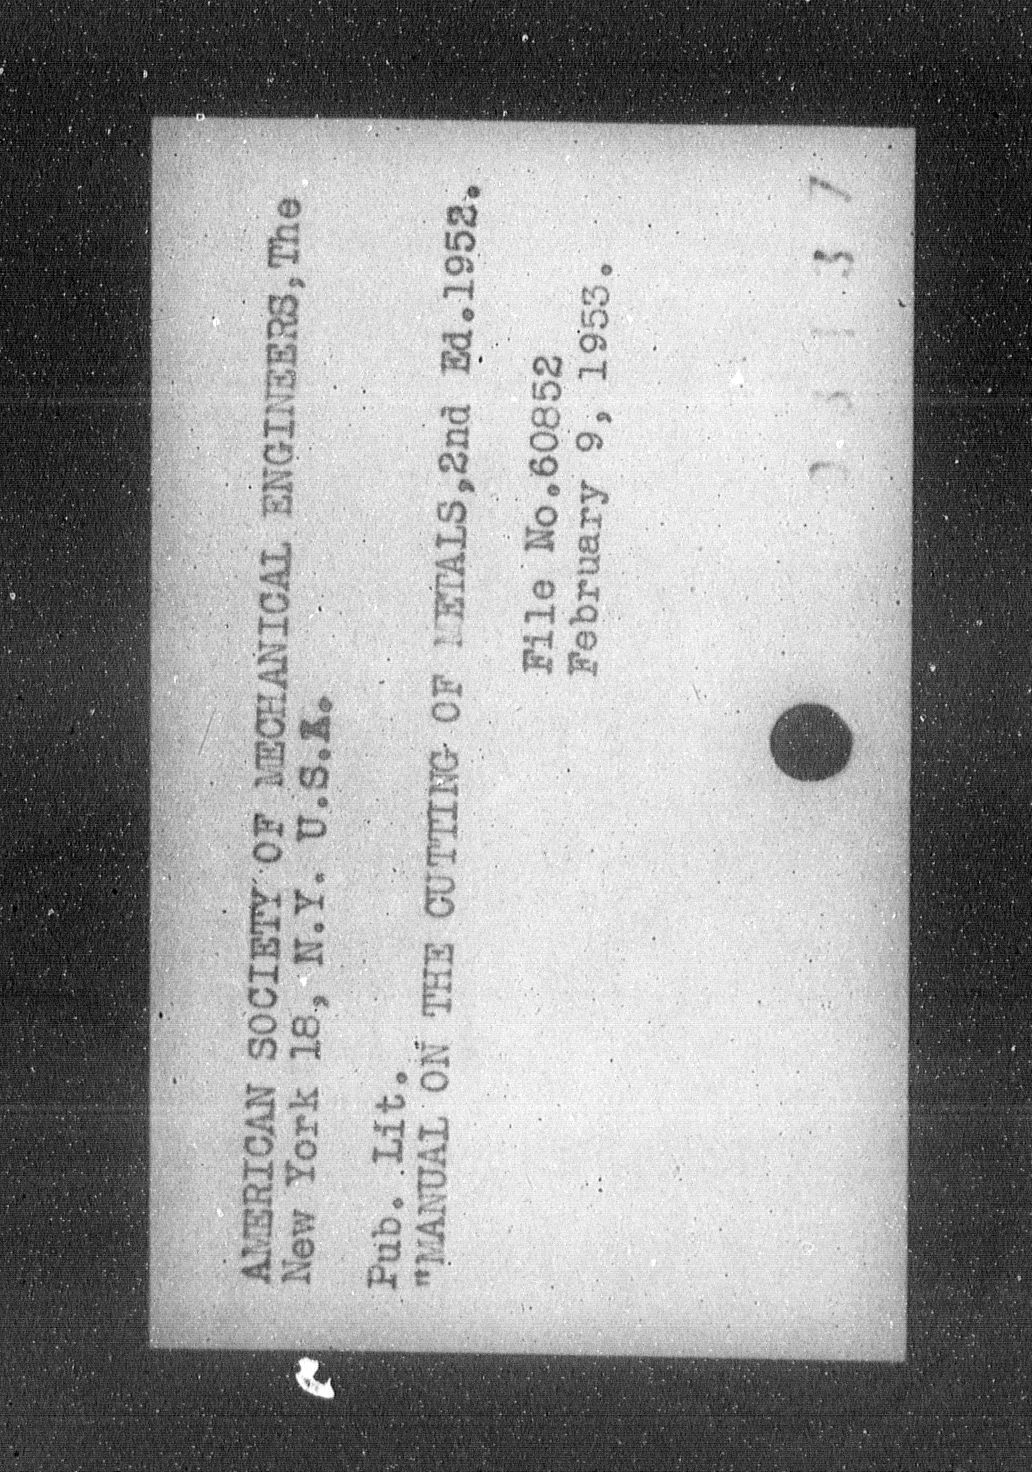 AMERICAN SOCIETY OF MECHANICAL ENGINEERS,The
New York 18, N.Y. U.S.A.
Pub. Lit.
"MANUAL ON THE CUTTING OF METALS,2nd Ed.1952.
File No.60852
February 9, 1953.